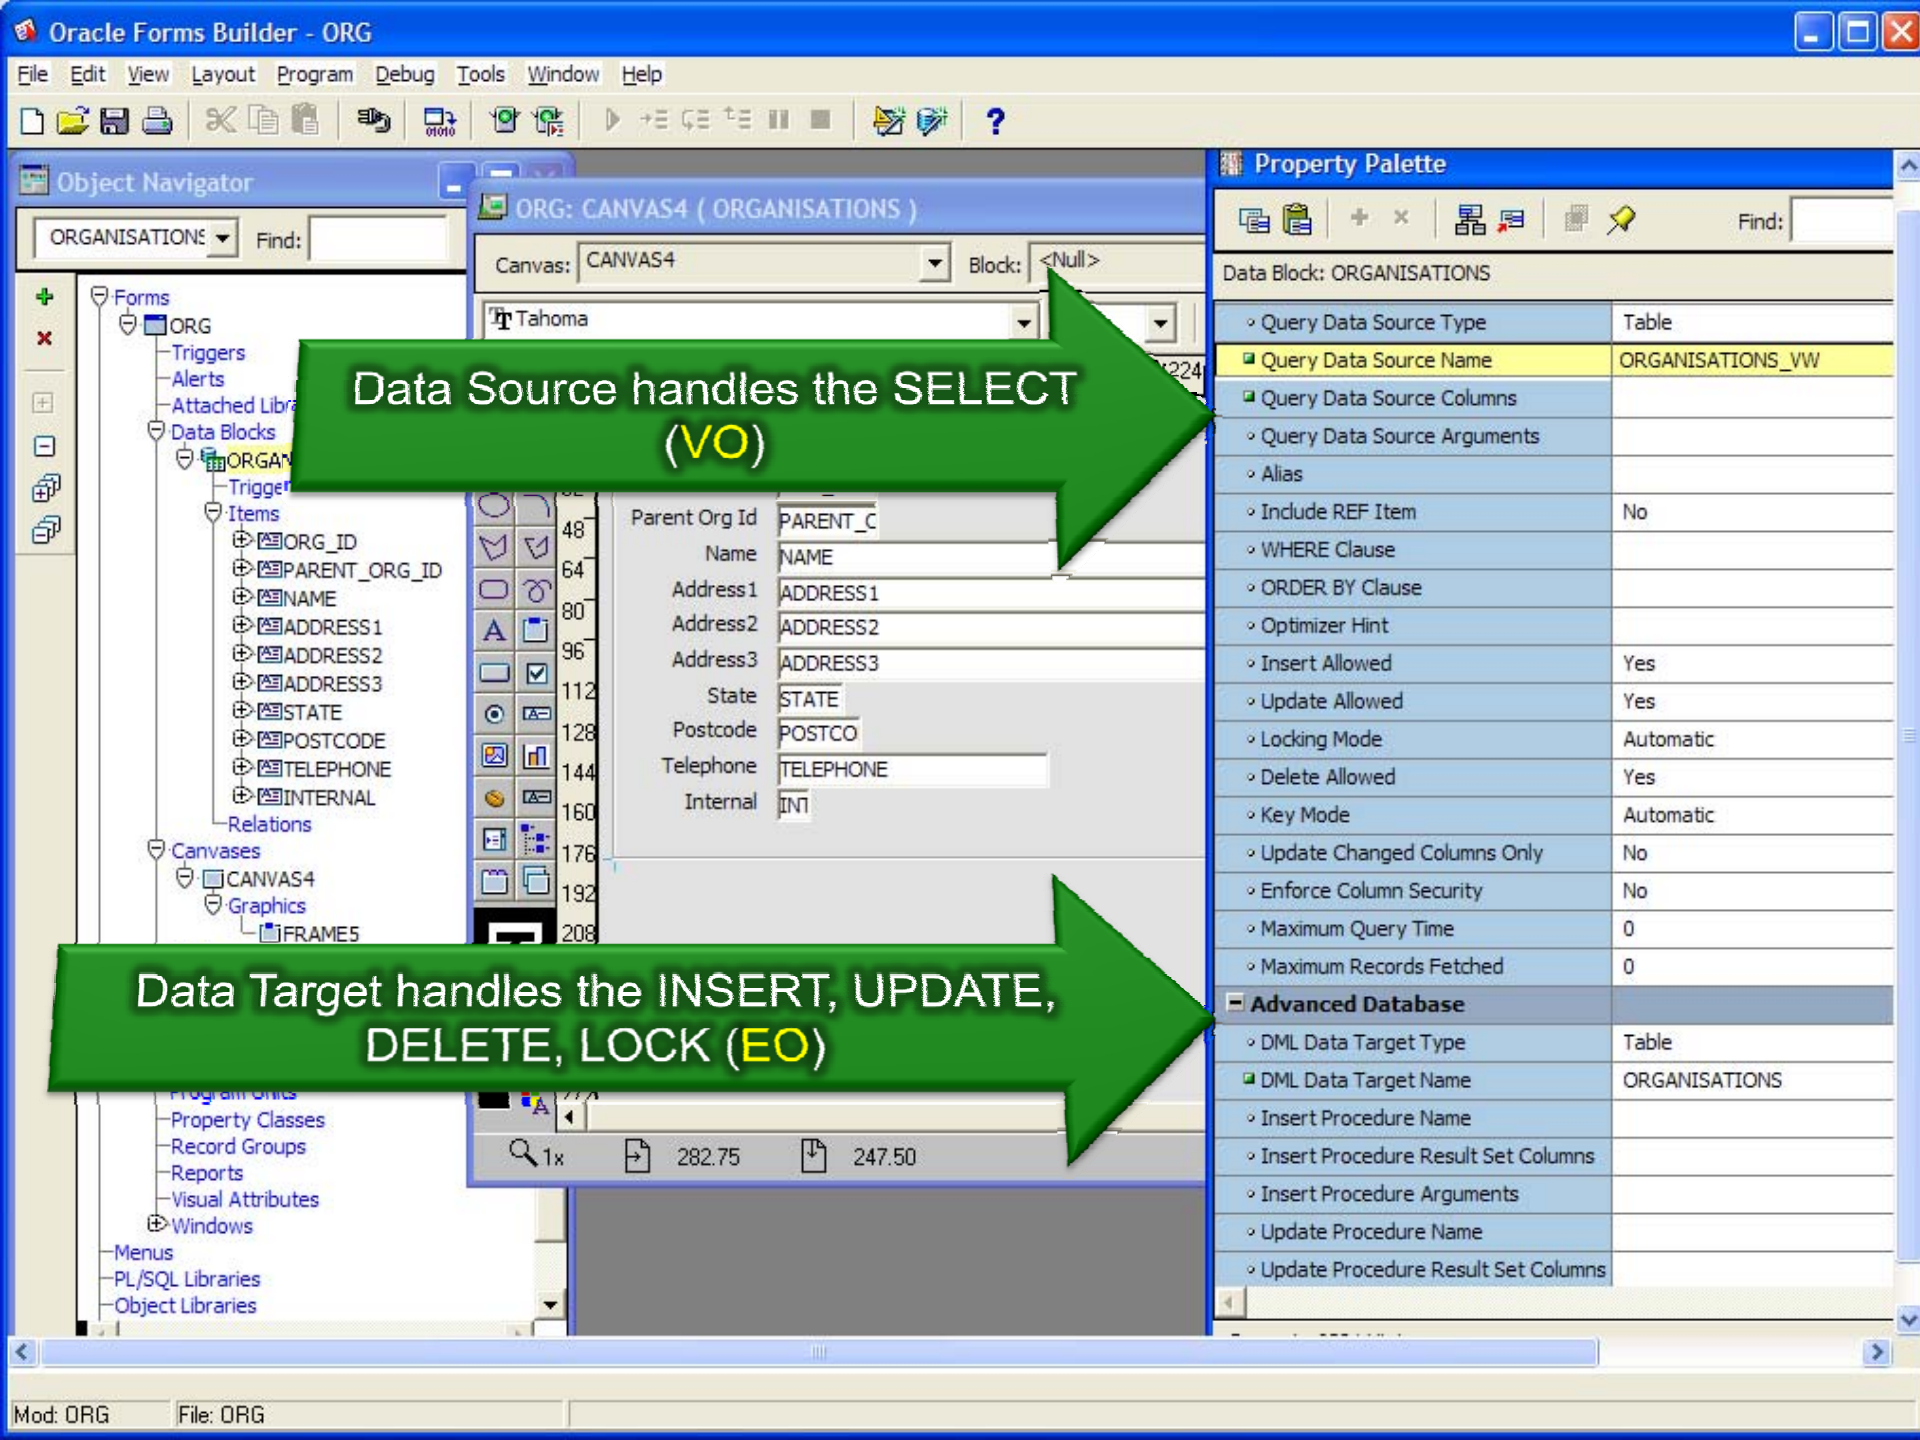 Oracle Forms Builder - ORG
File Edit View Layout Program Debug Tools Window Help
Object Navigator
ORGANISATIONS Find:
Forms
ORG
Triggers
Alerts
Attached Libra
Data Blocks
ORGAN
Trigger
Items
ORG_ID
PARENT_ORG_ID
NAME
ADDRESS1
ADDRESS2
ADDRESS3
STATE
POSTCODE
TELEPHONE
INTERNAL
Relations
Canvases
CANVAS4
Graphics
FRAME5
Program Units
Property Classes
Record Groups
Reports
Visual Attributes
Windows
Menus
PL/SQL Libraries
Object Libraries
ORG: CANVAS4 ( ORGANISATIONS )
Canvas: CANVAS4 Block: <Null>
Tahoma
Data Source handles the SELECT
(VO)
48
64
80
96
112
128
144
160
176
192
208
Parent Org Id PARENT_C
Name NAME
Address1 ADDRESS1
Address2 ADDRESS2
Address3 ADDRESS3
State STATE
Postcode POSTCO
Telephone TELEPHONE
Internal INT
Data Target handles the INSERT, UPDATE,
DELETE, LOCK (EO)
1x 282.75 247.50
Property Palette
Find:
Data Block: ORGANISATIONS
Query Data Source Type Table
Query Data Source Name ORGANISATIONS_VW
Query Data Source Columns
Query Data Source Arguments
Alias
Include REF Item No
WHERE Clause
ORDER BY Clause
Optimizer Hint
Insert Allowed Yes
Update Allowed Yes
Locking Mode Automatic
Delete Allowed Yes
Key Mode Automatic
Update Changed Columns Only No
Enforce Column Security No
Maximum Query Time 0
Maximum Records Fetched 0
Advanced Database
DML Data Target Type Table
DML Data Target Name ORGANISATIONS
Insert Procedure Name
Insert Procedure Result Set Columns
Insert Procedure Arguments
Update Procedure Name
Update Procedure Result Set Columns
Mod: ORG File: ORG